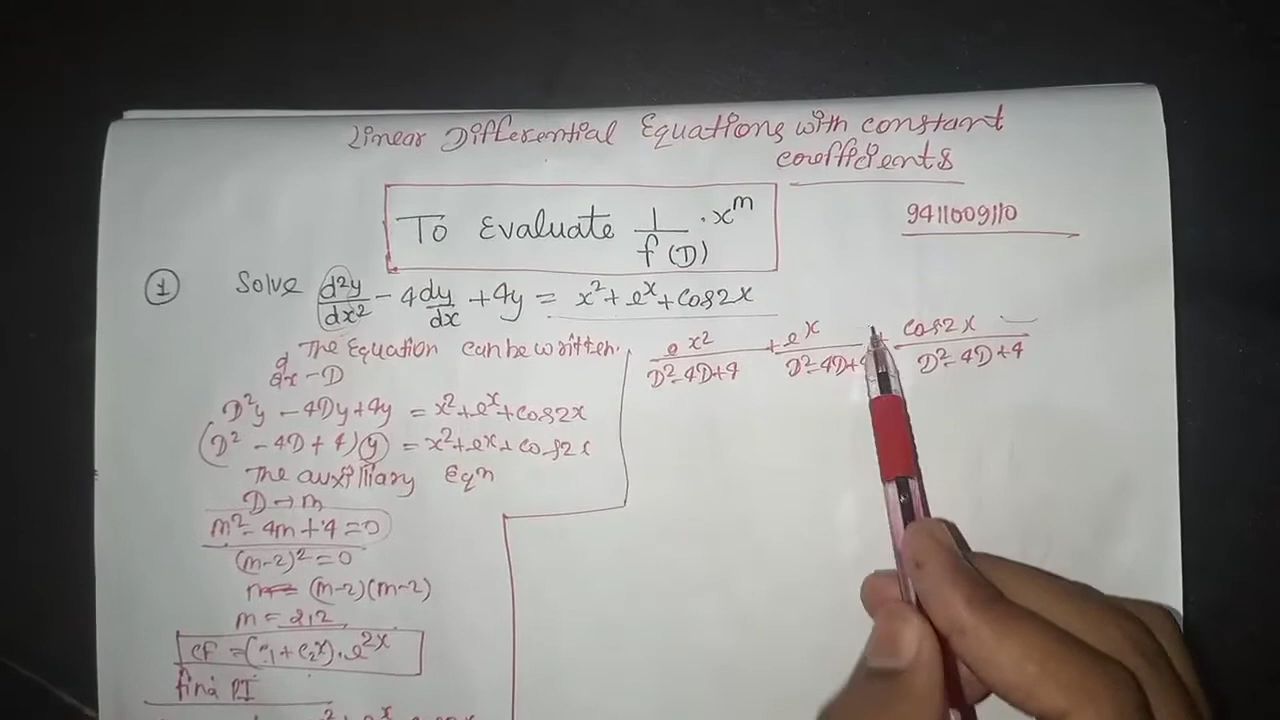 Linear Differential Equations with constant
coefficients
To Evaluate 1/f(D) . x^m
9411009110
① Solve d²y/dx² - 4dy/dx + 4y = x² + e^x + cos2x
The Equation can be written.
d/dx - D
D²y - 4Dy + 4y = x² + e^x + cos2x
(D² - 4D + 4) y = x² + e^x + cos2x
The auxiliary Eqn
D → m
m² - 4m + 4 = 0
(m-2)² = 0
(m-2)(m-2)
m = 2,2
CF = (c₁ + c₂x).e^2x
find PI
x²/D²-4D+4 + e^x/D²-4D+4 + cos2x/D²-4D+4